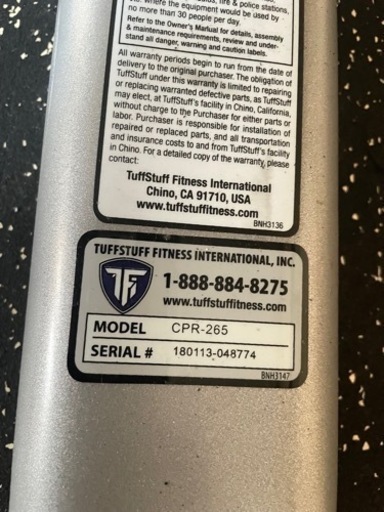 fire & police stations,
etc. where the equipment would be used by
no more than 30 people per day.
Refer to the Owner's Manual for details, assembly
& maintenance requirements, review and under-
stand all danger, warning and caution labels.
All warranty periods begin to run from the date of
delivery to the original purchaser. The obligation of
TuffStuff under this warranty is limited to repairing
or replacing warranted defective parts, as TuffStuff
may elect, at TuffStuff's facility in Chino, California,
without charge to the Purchaser for either parts or
labor. Purchaser is responsible for installation of
repaired or replaced parts, and all transportation
and insurance costs to and from TuffStuff's facility
in Chino. For a detailed copy of the warranty, please
contact:
TuffStuff Fitness International
Chino, CA 91710, USA
www.tuffstuffitness.com
BNH3136
TUFFSTUFF FITNESS INTERNATIONAL, INC.
TF
1-888-884-8275
www.tuffstuffitness.com
MODEL CPR-265
SERIAL # 180113-048774
BNH3147